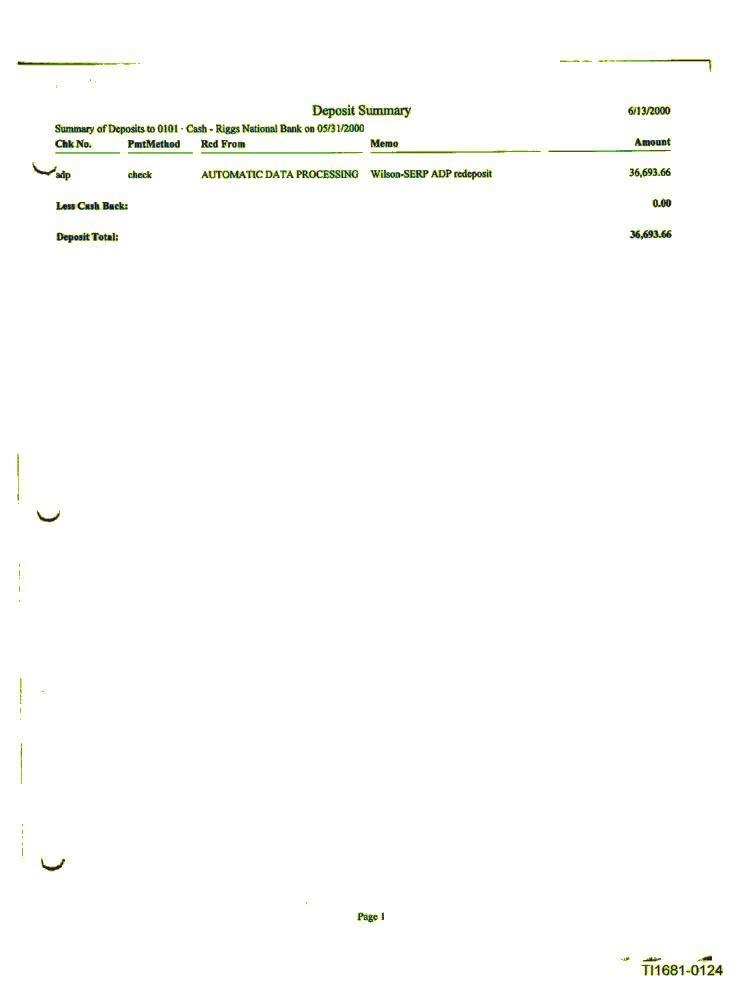 Deposit Summary 6/13/2000
Summary of Deposits to 0101 · Cash - Riggs National Bank on 05/31/2000
Chk No. PmtMethod Rcd From Memo Amount
adp check AUTOMATIC DATA PROCESSING Wilson-SERP ADP redeposit 36,693.66
Less Cash Back: 0.00
Deposit Total: 36,693.66
Page 1
TI1681-0124